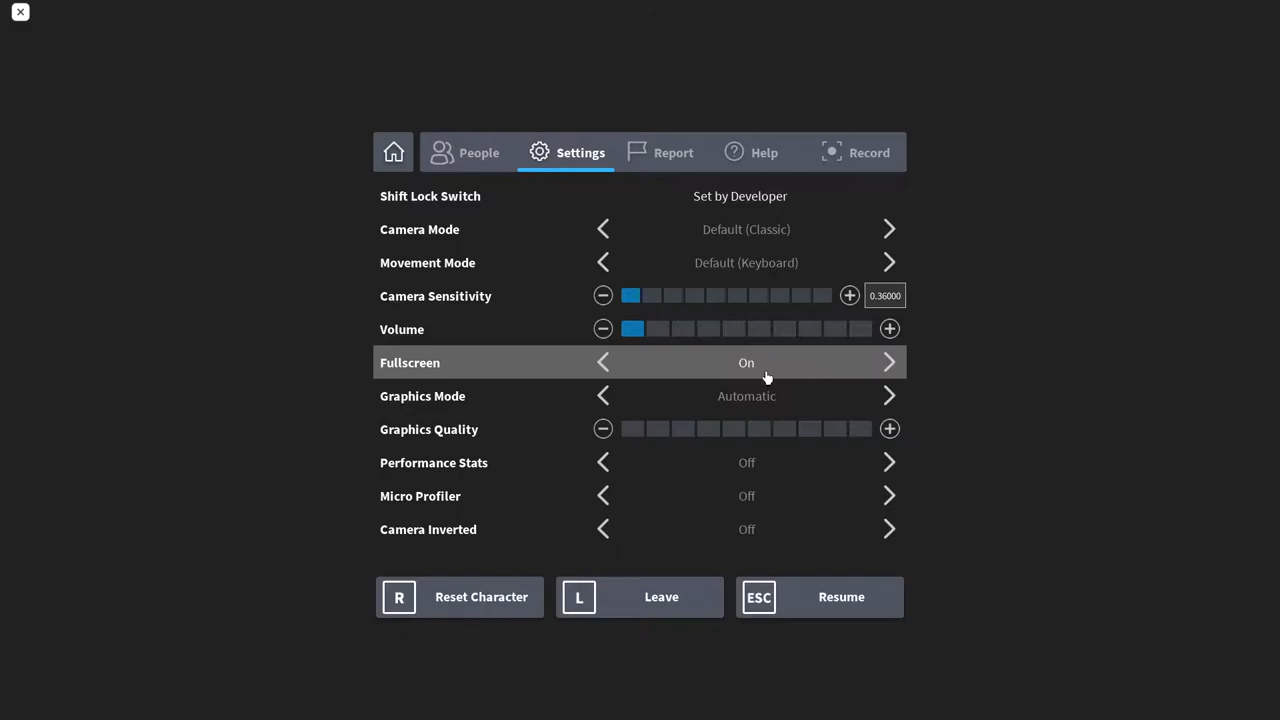 People Settings Report Help Record
Shift Lock Switch Set by Developer
Camera Mode Default (Classic)
Movement Mode Default (Keyboard)
Camera Sensitivity 0.36000
Volume
Fullscreen On
Graphics Mode Automatic
Graphics Quality
Performance Stats Off
Micro Profiler Off
Camera Inverted Off
R Reset Character L Leave ESC Resume